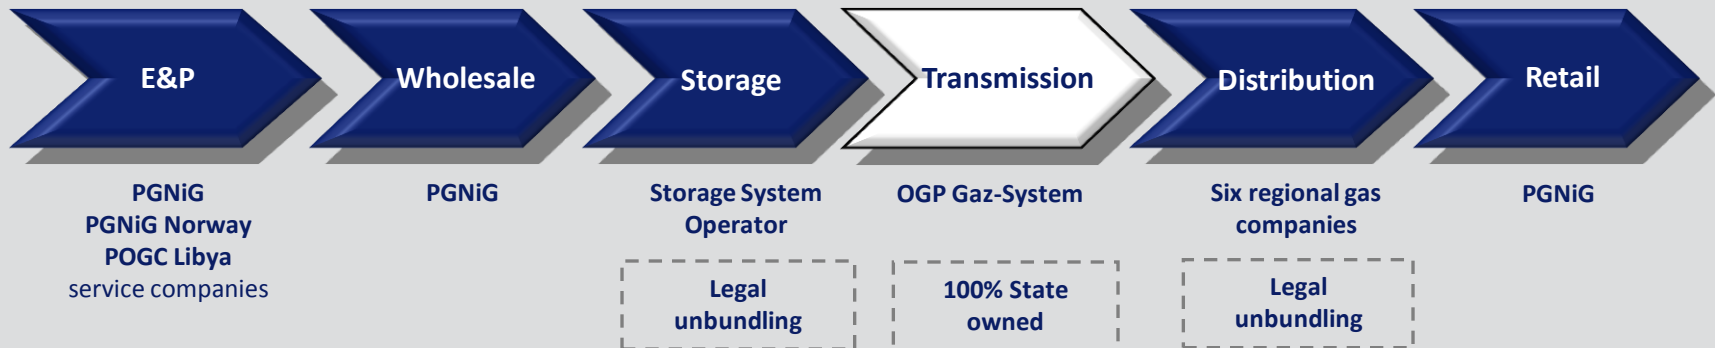 E&P
Wholesale
Storage
Transmission
Distribution
Retail
PGNiG
PGNiG Norway
POGC Libya
service companies
PGNiG
Storage System
Operator
OGP Gaz-System
Six regional gas
companies
PGNiG
Legal
unbundling
100% State
owned
Legal
unbundling